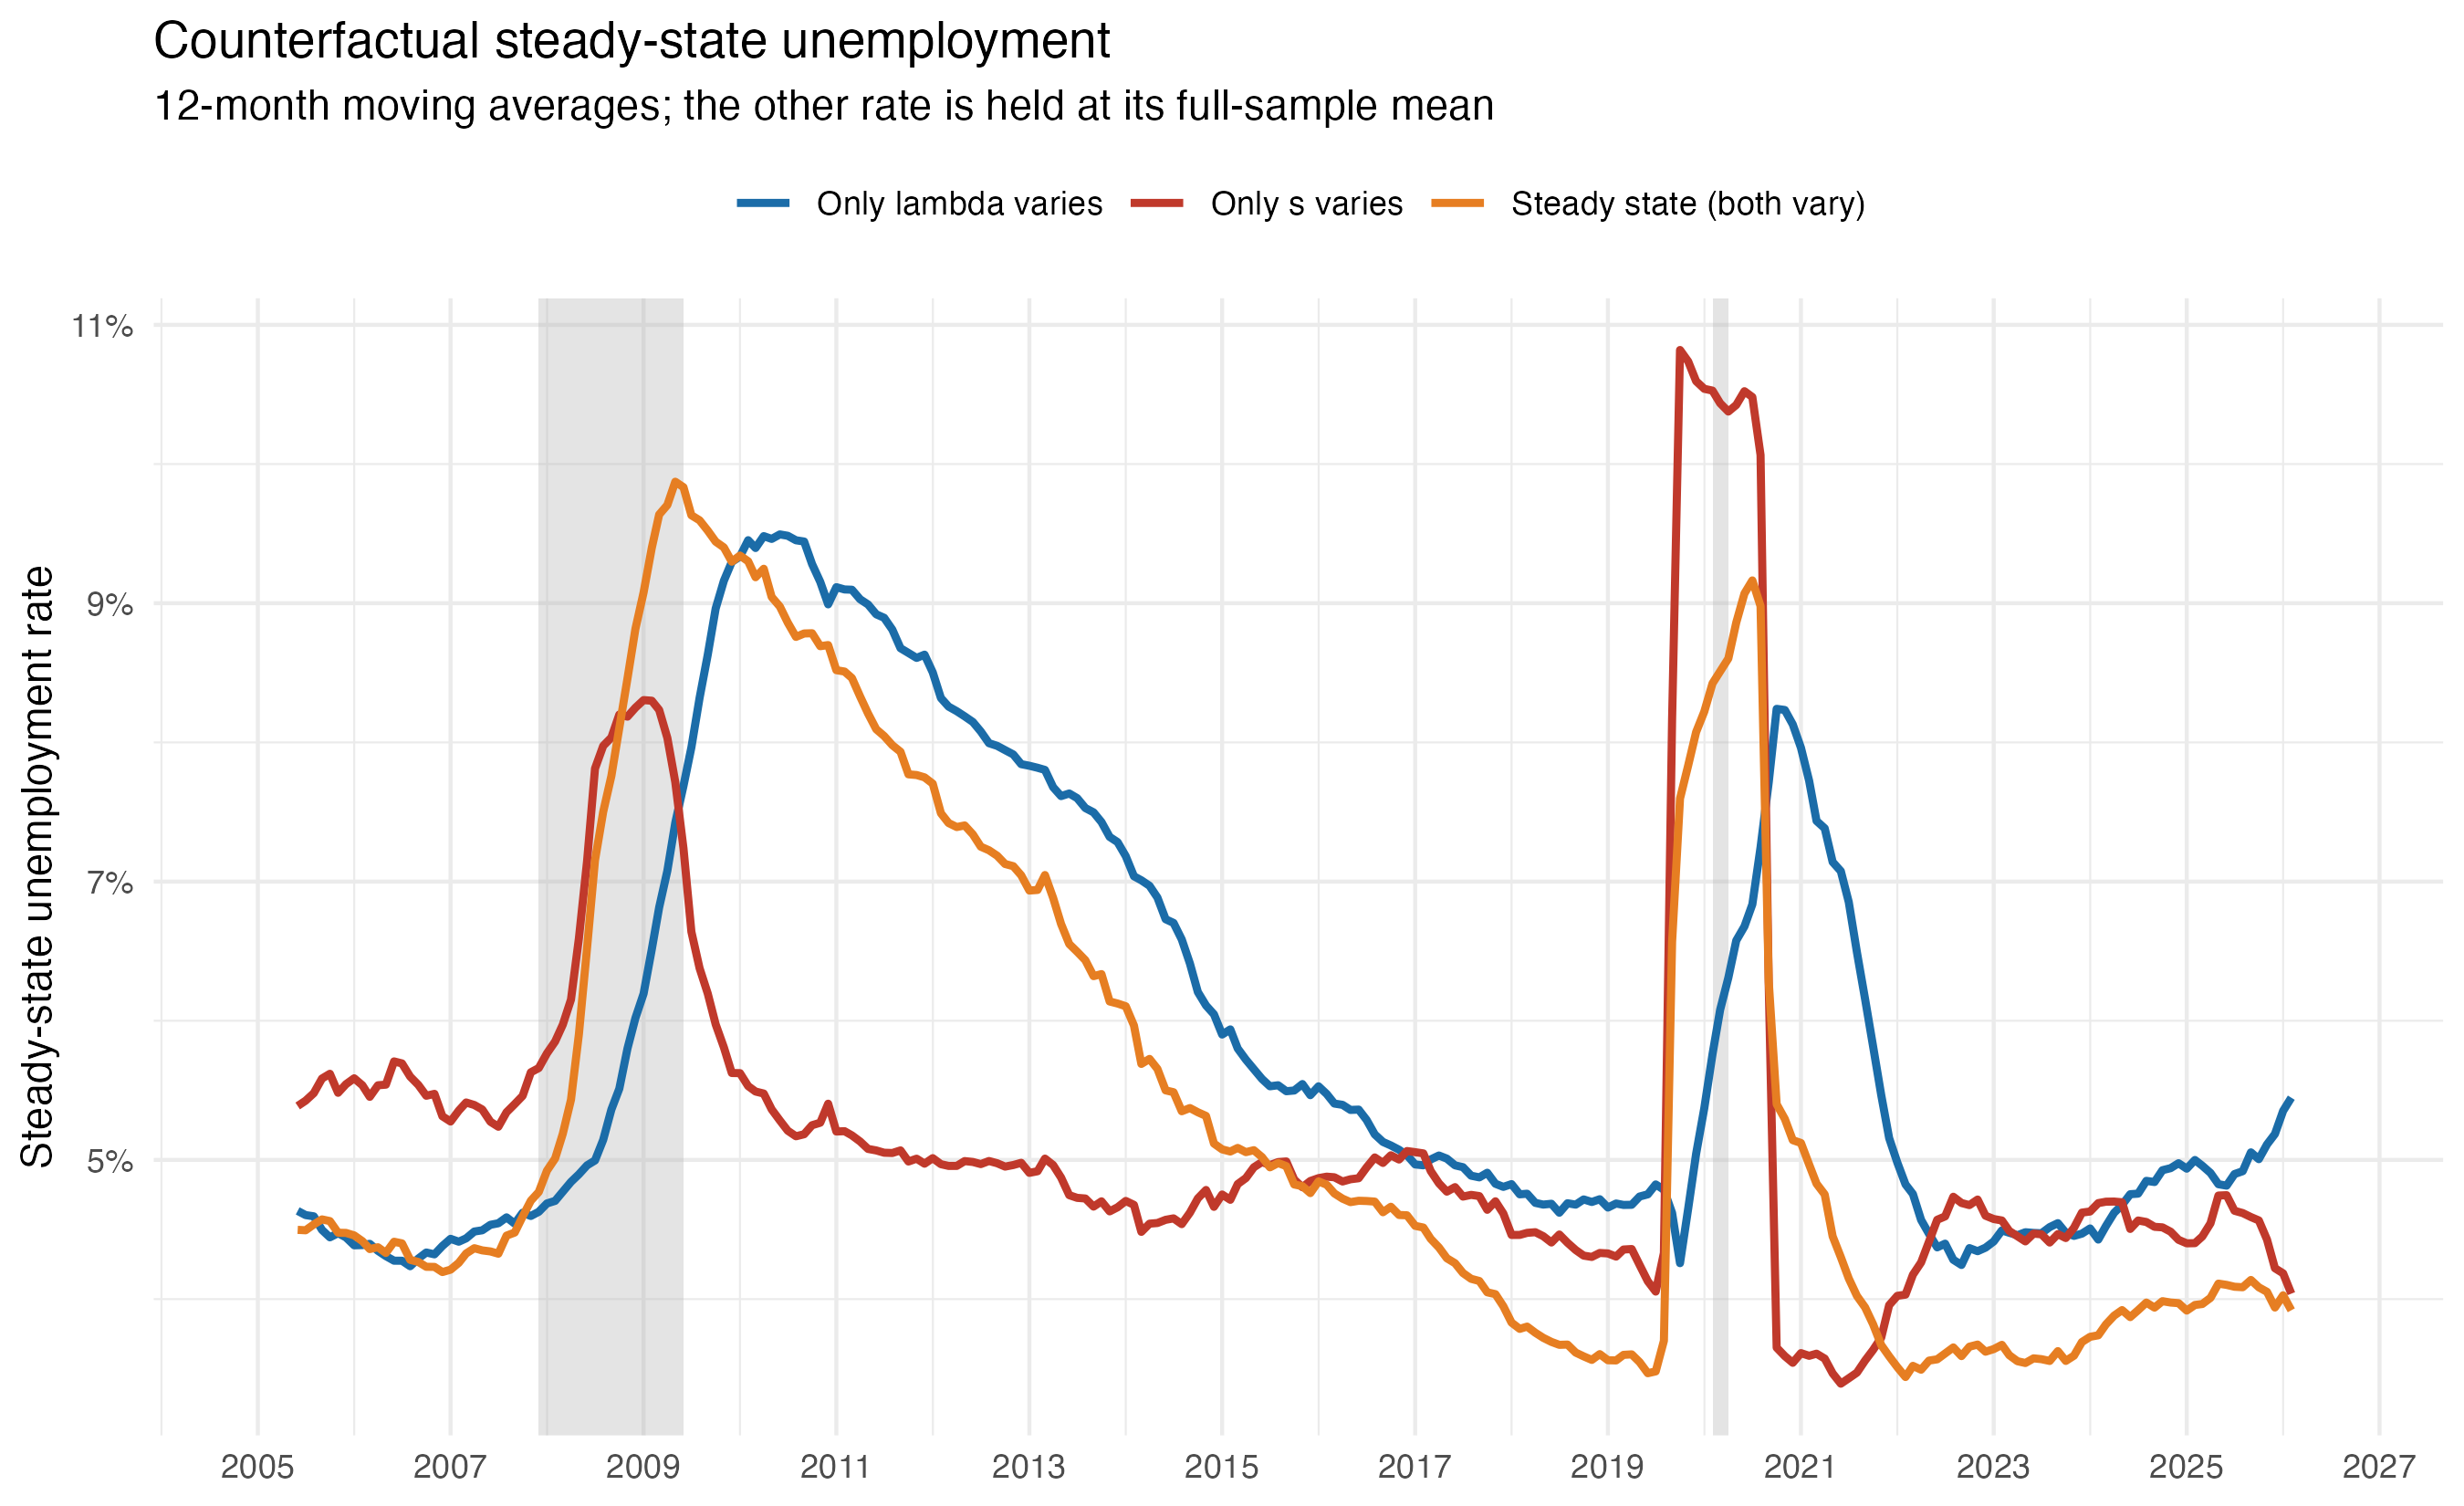 Counterfactual steady-state unemployment
12-month moving averages; the other rate is held at its full-sample mean
Only lambda varies
Only s varies
Steady state (both vary)
Steady-state unemployment rate
11%
9%
7%
5%
2005
2007
2009
2011
2013
2015
2017
2019
2021
2023
2025
2027